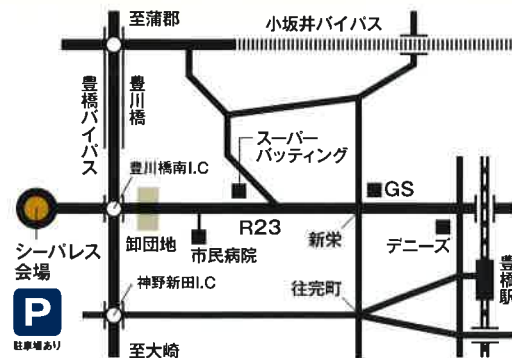 至蒲郡
小坂井バイパス
豊橋バイパス
豊川橋
スーパー
バッティング
豊川橋南I.C
GS
R23
新栄
シーパレス
会場
卸団地
市民病院
デニーズ
豊橋駅
神野新田I.C
往完町
P
駐車場あり
至大崎